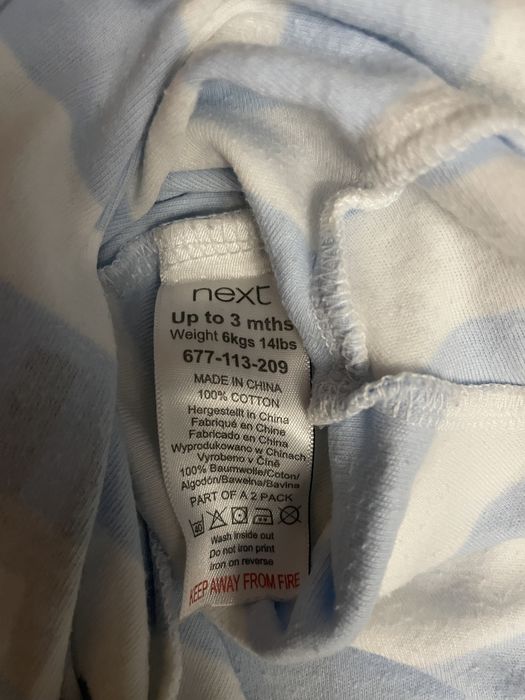 next
Up to 3 mths
Weight 6kgs 14lbs
677-113-209
MADE IN CHINA
100% COTTON
Hergestellt in China
Fabriqué en Chine
Fabricado en China
Wyprodukowano w Chinach
Vyrobeno v Číně
100% Baumwolle/Coton/
Algodón/Bawełna/Bavlna
PART OF A 2 PACK
40
Wash inside out
Do not iron print
Iron on reverse
KEEP AWAY FROM FIRE